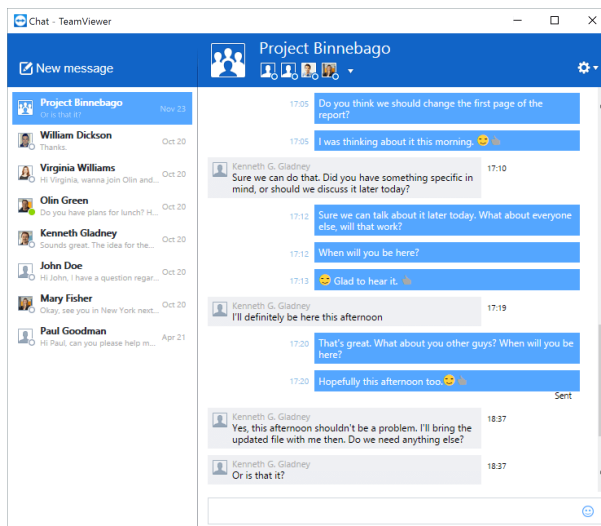 Chat - TeamViewer
New message
Project Binnebago
Project Binnebago
Or is that it?
Nov 23
William Dickson
Thanks.
Oct 20
Virginia Williams
Hi Virginia, wanna join Olin and...
Oct 20
Olin Green
Do you have plans for lunch? H...
Oct 20
Kenneth Gladney
Sounds great. The idea for the...
Oct 20
John Doe
Hi John, I have a question regar...
Oct 20
Mary Fisher
Okay, see you in New York next...
Oct 20
Paul Goodman
Hi Paul, can you please help m...
Apr 21
17:05 Do you think we should change the first page of the
report?
17:05 I was thinking about it this morning.
Kenneth G. Gladney
17:10
Sure we can do that. Did you have something specific in
mind, or should we discuss it later today?
17:12 Sure we can talk about it later today. What about everyone
else, will that work?
17:12 When will you be here?
17:13 Glad to hear it.
Kenneth G. Gladney
17:19
I'll definitely be here this afternoon
17:20 That's great. What about you other guys? When will you be
here?
17:20 Hopefully this afternoon too.
Sent
Kenneth G. Gladney
18:37
Yes, this afternoon shouldn't be a problem. I'll bring the
updated file with me then. Do we need anything else?
Kenneth G. Gladney
18:37
Or is that it?